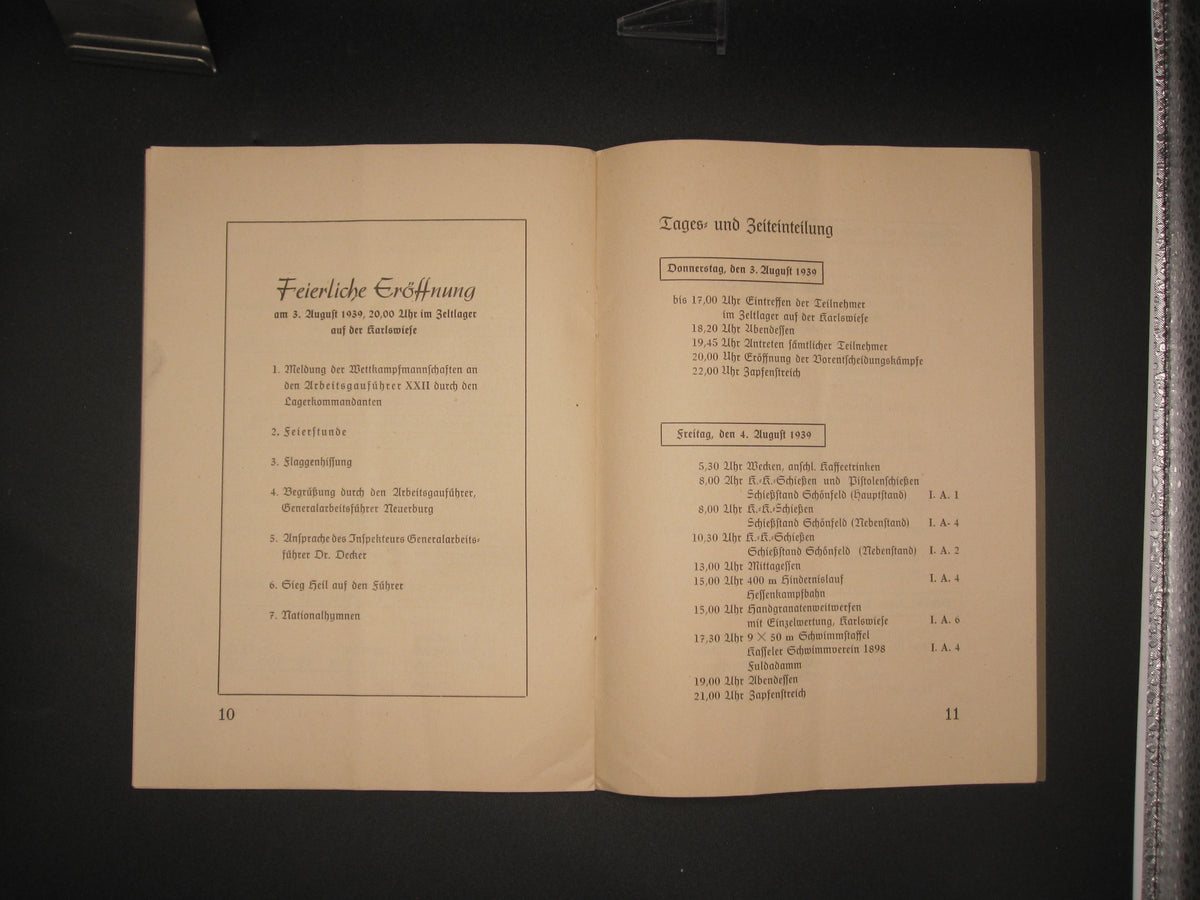 Feierliche Eröffnung
am 3. August 1939, 20,00 Uhr im Zeltlager
auf der Karlswiese
1. Meldung der Wettkampfmannschaften an
den Arbeitsgauführer XXII durch den
Lagerkommandanten
2. Feierstunde
3. Flaggenhissung
4. Begrüßung durch den Arbeitsgauführer,
Generalarbeitsführer Neuerburg
5. Ansprache des Inspekteurs Generalarbeits-
führer Dr. Decker
6. Sieg Heil auf den Führer
7. Nationalhymnen
10
Tages- und Zeiteinteilung
Donnerstag, den 3. August 1939
bis 17,00 Uhr Eintreffen der Teilnehmer
im Zeltlager auf der Karlswiese
18,20 Uhr Abendessen
19,45 Uhr Antreten sämtlicher Teilnehmer
20,00 Uhr Eröffnung der Vorentscheidungskämpfe
22,00 Uhr Zapfenstreich
Freitag, den 4. August 1939
5,30 Uhr Wecken, anschl. Kaffeetrinken
8,00 Uhr K.-K.-Schießen und Pistolenschießen
Schießstand Schönfeld (Hauptstand) I. A. 1
8,00 Uhr K.-K.-Schießen
Schießstand Schönfeld (Nebenstand) I. A. 4
10,30 Uhr K.-K.-Schießen
Schießstand Schönfeld (Nebenstand) I. A. 2
13,00 Uhr Mittagessen
15,00 Uhr 400 m Hindernislauf I. A. 4
Hessenkampfbahn
15,00 Uhr Handgranatenweitwerfen
mit Einzelwertung, Karlswiese I. A. 6
17,30 Uhr 9 × 50 m Schwimmstaffel
Kasseler Schwimmverein 1898 I. A. 4
Fuldadamm
19,00 Uhr Abendessen
21,00 Uhr Zapfenstreich
11